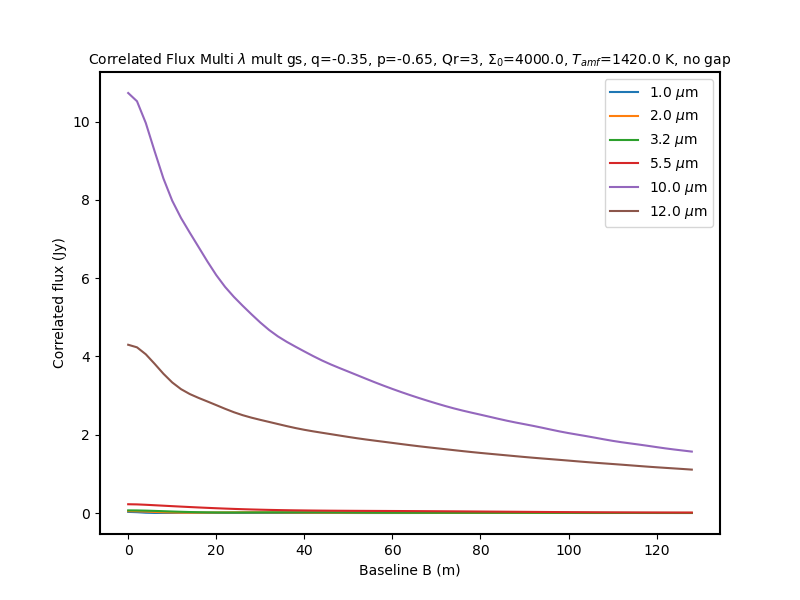 Correlated Flux Multi λ mult gs, q=-0.35, p=-0.65, Qr=3, Σ₀=4000.0, Tₐₘf=1420.0 K, no gap
1.0 μm
2.0 μm
3.2 μm
5.5 μm
10.0 μm
12.0 μm
Correlated flux (Jy)
10
8
6
4
2
0
0 20 40 60 80 100 120
Baseline B (m)